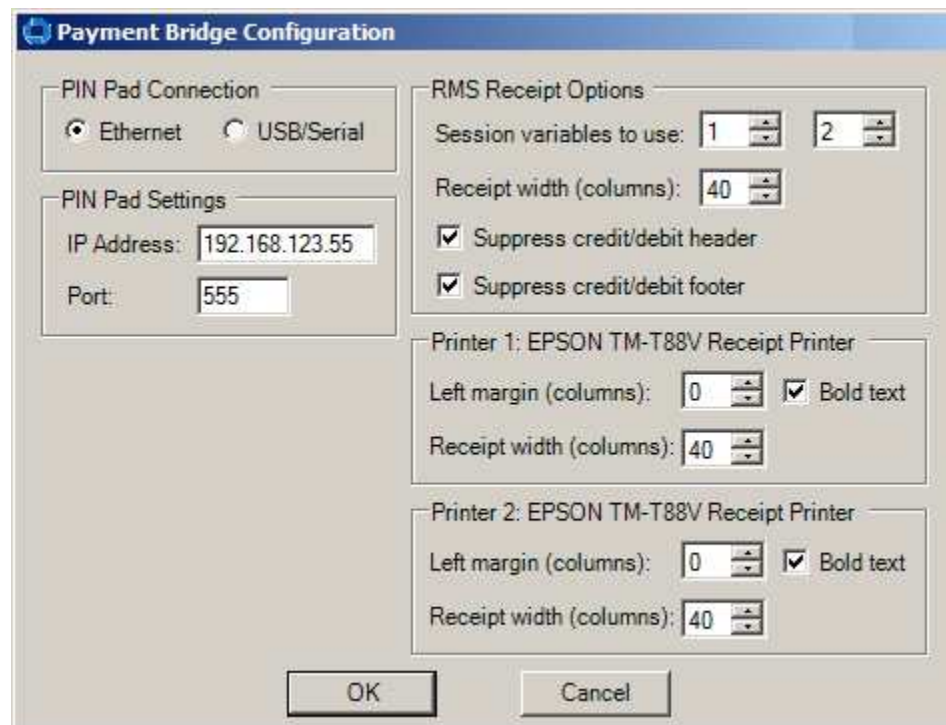 Payment Bridge Configuration
PIN Pad Connection
Ethernet USB/Serial
PIN Pad Settings
IP Address: 192.168.123.55
Port: 555
RMS Receipt Options
Session variables to use: 1 2
Receipt width (columns): 40
Suppress credit/debit header
Suppress credit/debit footer
Printer 1: EPSON TM-T88V Receipt Printer
Left margin (columns): 0 Bold text
Receipt width (columns): 40
Printer 2: EPSON TM-T88V Receipt Printer
Left margin (columns): 0 Bold text
Receipt width (columns): 40
OK Cancel